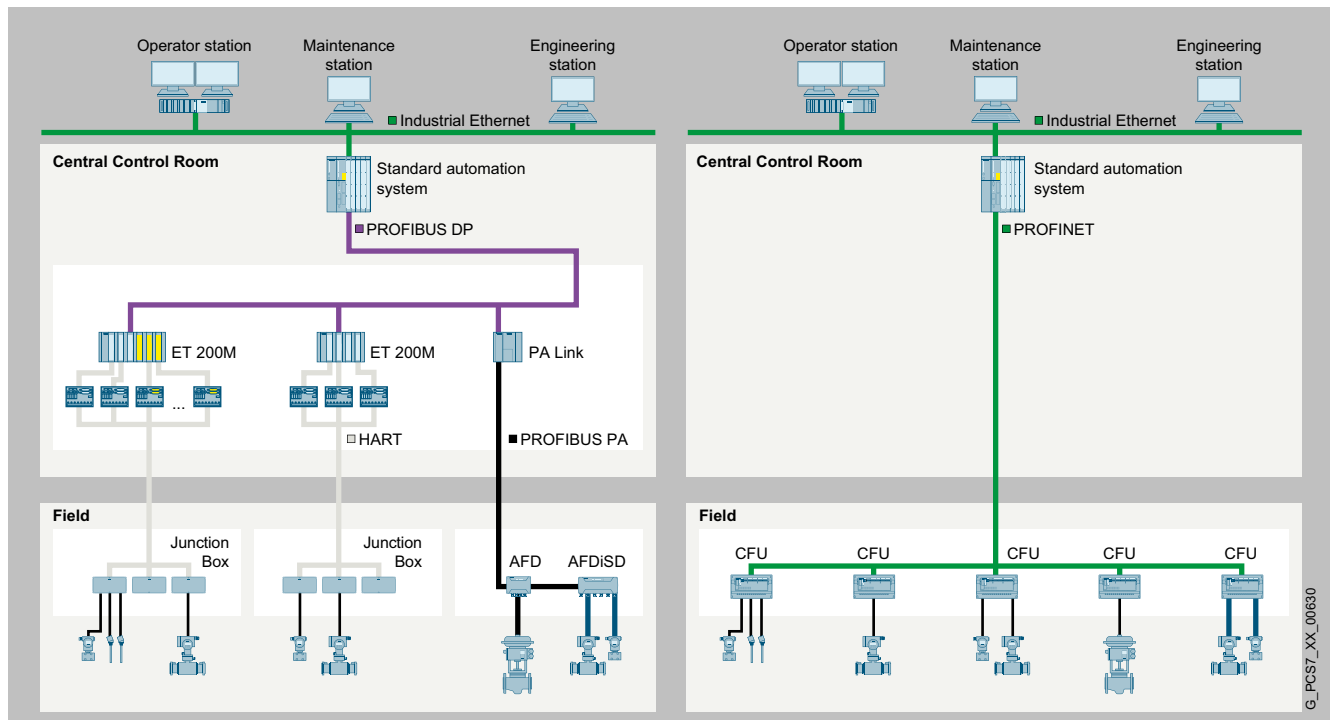 Operator station
Maintenance
station
Engineering
station
Industrial Ethernet
Central Control Room
Standard automation
system
PROFIBUS DP
ET 200M
ET 200M
PA Link
...
HART
PROFIBUS PA
Field
Junction
Box
Junction
Box
AFD
AFDiSD
Operator station
Maintenance
station
Engineering
station
Industrial Ethernet
Central Control Room
Standard automation
system
PROFINET
Field
CFU
CFU
CFU
CFU
CFU
G_PCS7_XX_00630